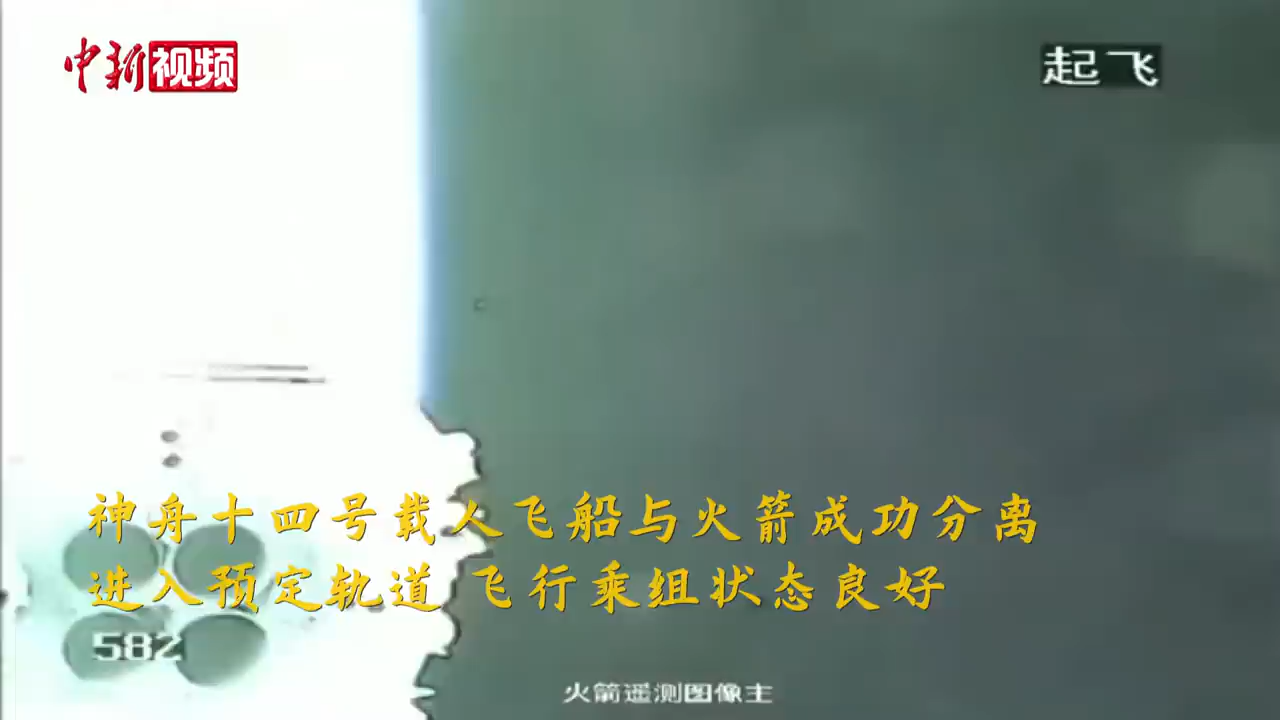 中新视频
起飞
神舟十四号载人飞船与火箭成功分离
进入预定轨道 飞行乘组状态良好
582
火箭遥测图像主